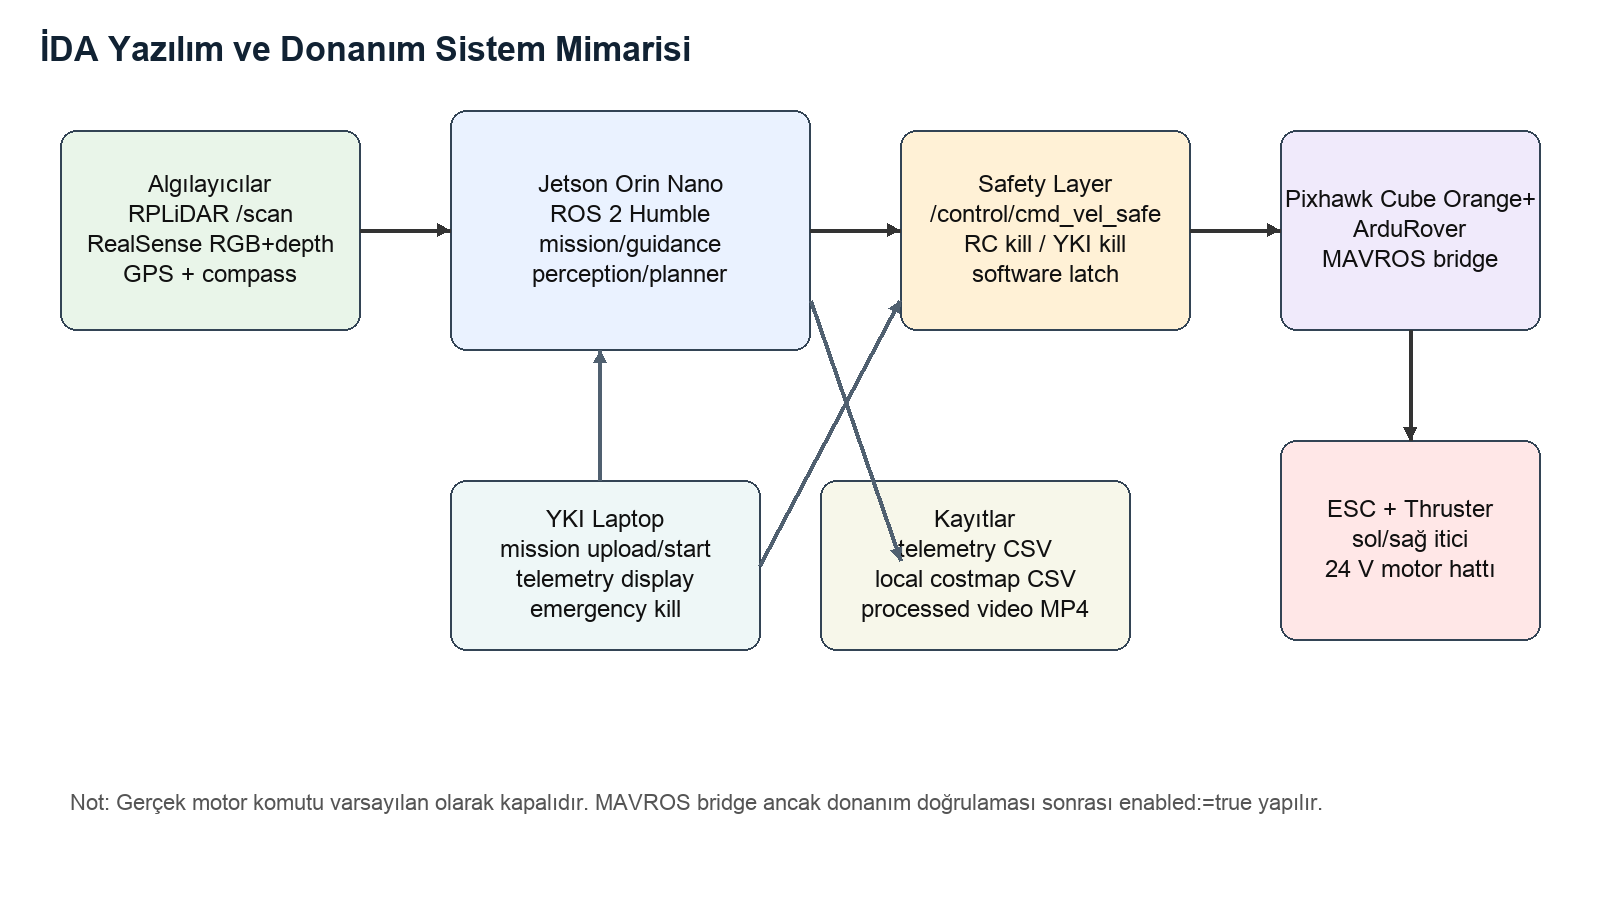 İDA Yazılım ve Donanım Sistem Mimarisi
Algılayıcılar
RPLiDAR /scan
RealSense RGB+depth
GPS + compass
Jetson Orin Nano
ROS 2 Humble
mission/guidance
perception/planner
Safety Layer
/control/cmd_vel_safe
RC kill / YKI kill
software latch
Pixhawk Cube Orange+
ArduRover
MAVROS bridge
YKI Laptop
mission upload/start
telemetry display
emergency kill
Kayıtlar
telemetry CSV
local costmap CSV
processed video MP4
ESC + Thruster
sol/sağ itici
24 V motor hattı
Not: Gerçek motor komutu varsayılan olarak kapalıdır. MAVROS bridge ancak donanım doğrulaması sonrası enabled:=true yapılır.